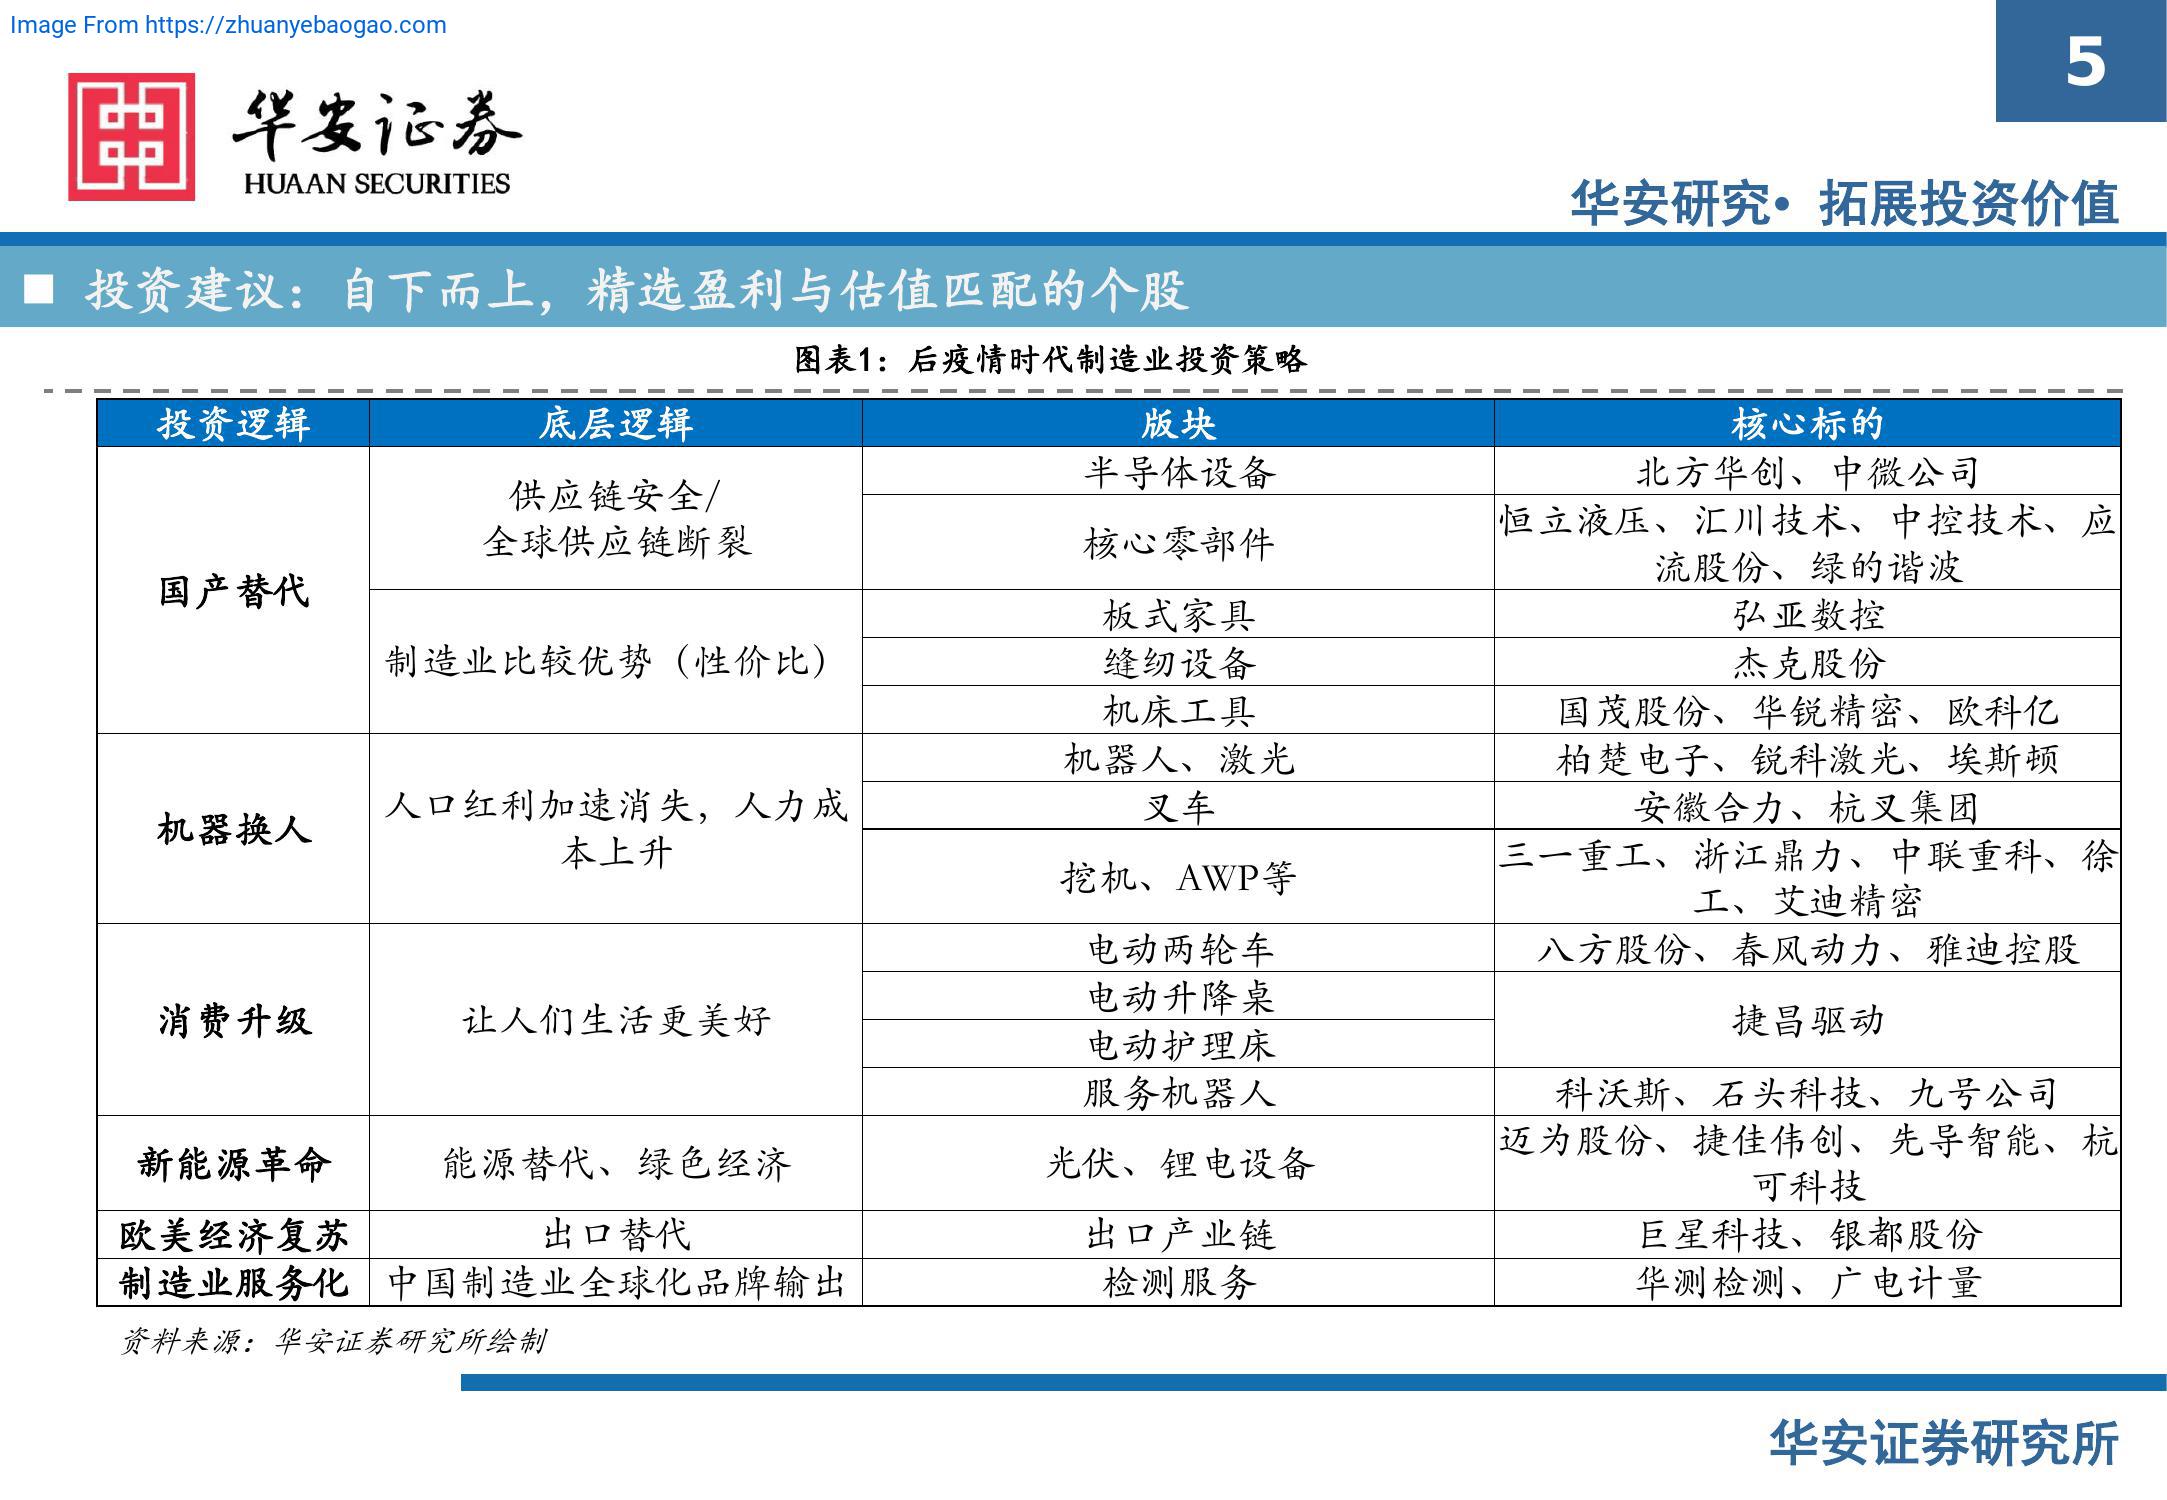 Image From https://zhuanyebaogao.com
5
华安证券
HUAAN SECURITIES
华安研究• 拓展投资价值
投资建议：自下而上，精选盈利与估值匹配的个股
图表1：后疫情时代制造业投资策略
投资逻辑 底层逻辑 版块 核心标的
国产替代
供应链安全/
全球供应链断裂
半导体设备 北方华创、中微公司
核心零部件
恒立液压、汇川技术、中控技术、应
流股份、绿的谐波
制造业比较优势（性价比）
板式家具 弘亚数控
缝纫设备 杰克股份
机床工具 国茂股份、华锐精密、欧科亿
机器换人
人口红利加速消失，人力成
本上升
机器人、激光 柏楚电子、锐科激光、埃斯顿
叉车 安徽合力、杭叉集团
挖机、AWP等
三一重工、浙江鼎力、中联重科、徐
工、艾迪精密
消费升级
让人们生活更美好
电动两轮车 八方股份、春风动力、雅迪控股
电动升降桌
电动护理床
捷昌驱动
服务机器人 科沃斯、石头科技、九号公司
新能源革命 能源替代、绿色经济 光伏、锂电设备
迈为股份、捷佳伟创、先导智能、杭
可科技
欧美经济复苏 出口替代 出口产业链 巨星科技、银都股份
制造业服务化 中国制造业全球化品牌输出 检测服务 华测检测、广电计量
资料来源：华安证券研究所绘制
华安证券研究所